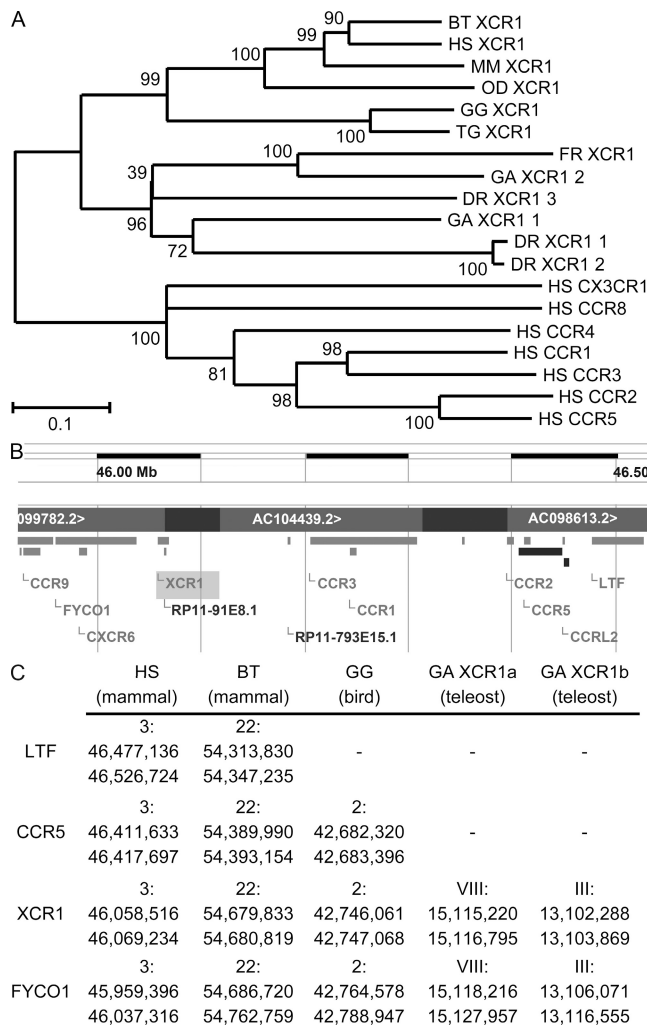 A
90
BT XCR1
99
HS XCR1
100
MM XCR1
99
OD XCR1
GG XCR1
100
TG XCR1
100
FR XCR1
39
GA XCR1 2
DR XCR1 3
96
GA XCR1 1
72
DR XCR1 1
100
DR XCR1 2
HS CX3CR1
100
HS CCR8
HS CCR4
98
HS CCR1
81
HS CCR3
98
HS CCR2
100
HS CCR5
0.1
B
46.00 Mb
46.50
099782.2>
AC104439.2>
AC098613.2>
CCR9
XCR1
CCR3
CCR2
LTF
FYCO1
RP11-91E8.1
CCR1
CCR5
CXCR6
RP11-793E15.1
CCRL2
C
HS BT GG GA XCR1a GA XCR1b
(mammal) (mammal) (bird) (teleost) (teleost)
3: 22:
LTF 46,477,136 54,313,830 - - -
46,526,724 54,347,235
3: 22: 2:
CCR5 46,411,633 54,389,990 42,682,320 - -
46,417,697 54,393,154 42,683,396
3: 22: 2: VIII: III:
XCR1 46,058,516 54,679,833 42,746,061 15,115,220 13,102,288
46,069,234 54,680,819 42,747,068 15,116,795 13,103,869
3: 22: 2: VIII: III:
FYCO1 45,959,396 54,686,720 42,764,578 15,118,216 13,106,071
46,037,316 54,762,759 42,788,947 15,127,957 13,116,555